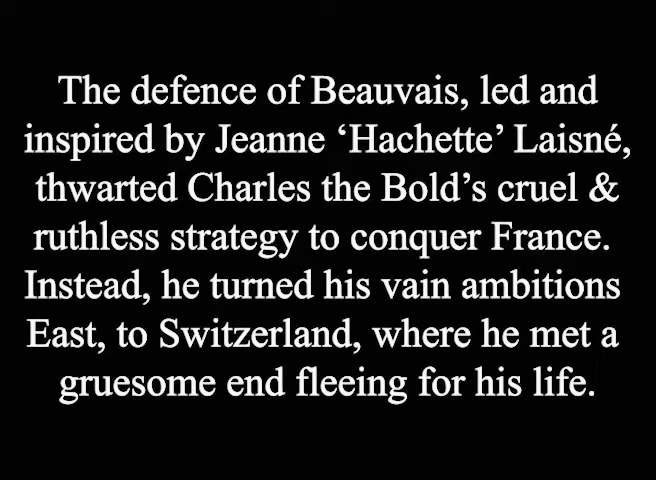 The defence of Beauvais, led and
inspired by Jeanne ‘Hachette’ Laisné,
thwarted Charles the Bold’s cruel &
ruthless strategy to conquer France.
Instead, he turned his vain ambitions
East, to Switzerland, where he met a
gruesome end fleeing for his life.